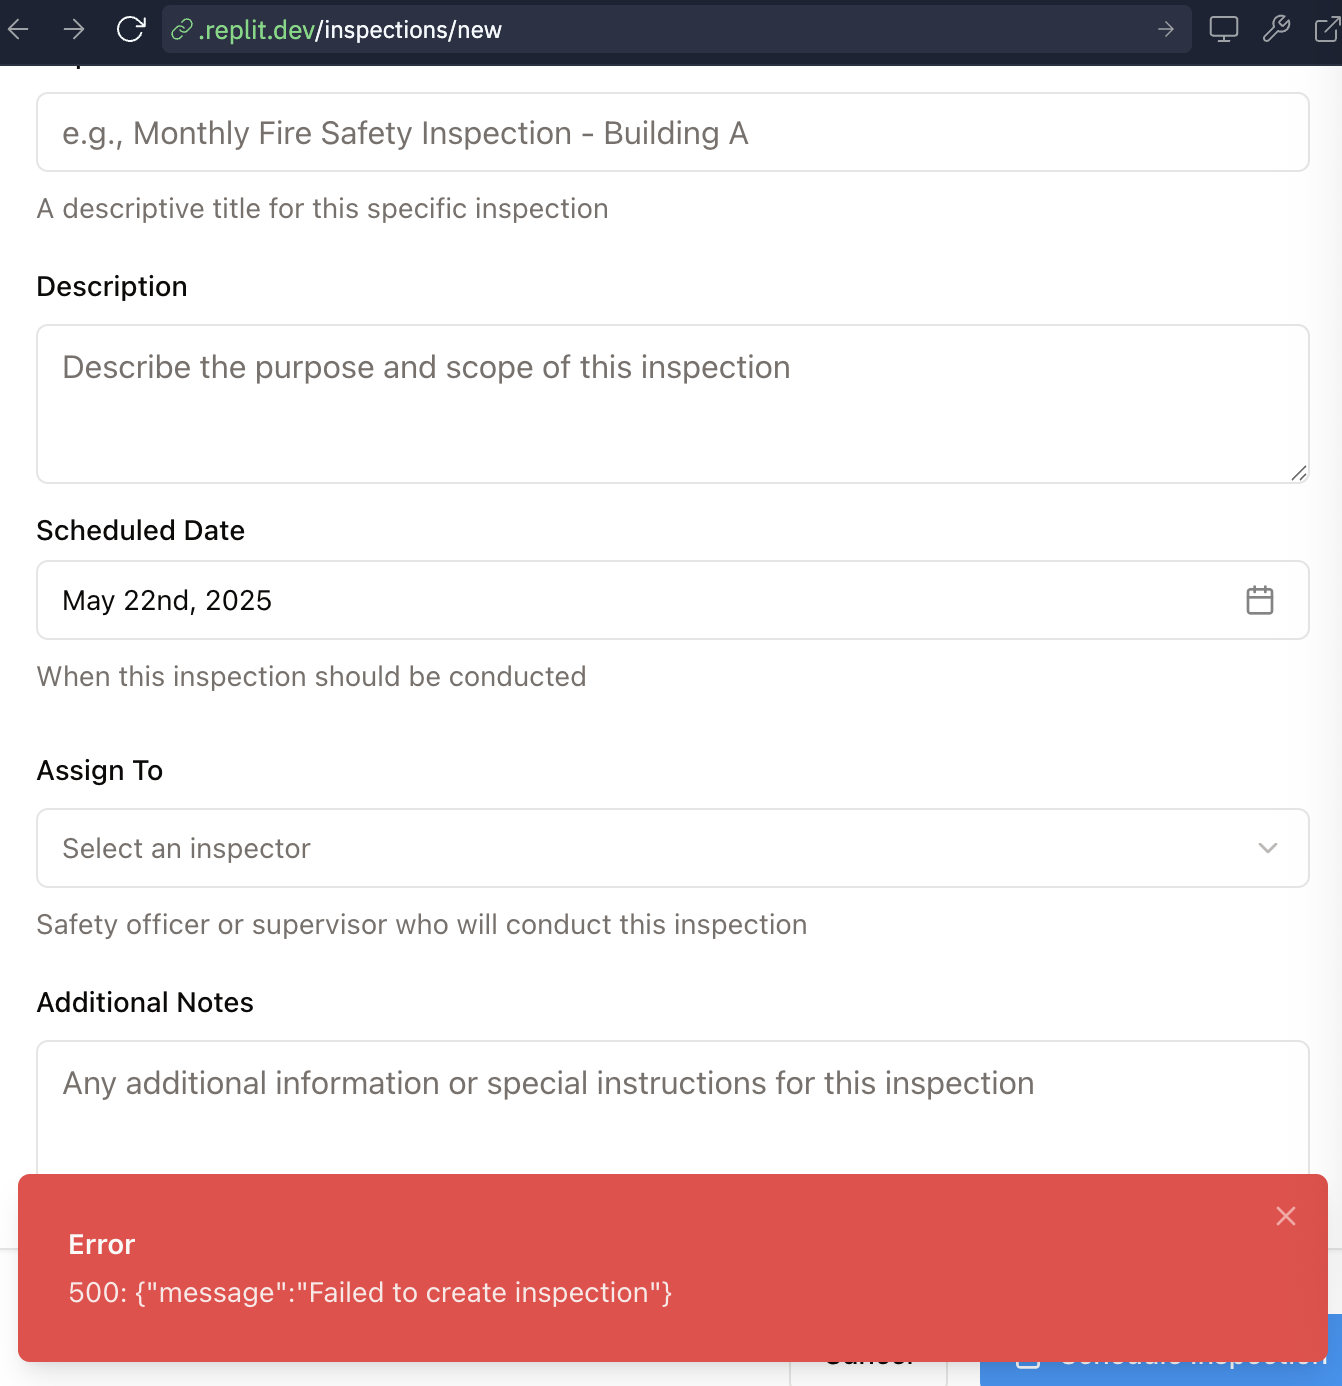 .replit.dev/inspections/new
e.g., Monthly Fire Safety Inspection - Building A
A descriptive title for this specific inspection
Description
Describe the purpose and scope of this inspection
Scheduled Date
May 22nd, 2025
When this inspection should be conducted
Assign To
Select an inspector
Safety officer or supervisor who will conduct this inspection
Additional Notes
Any additional information or special instructions for this inspection
Error
500: {"message":"Failed to create inspection"}
Cancel
Schedule Inspection